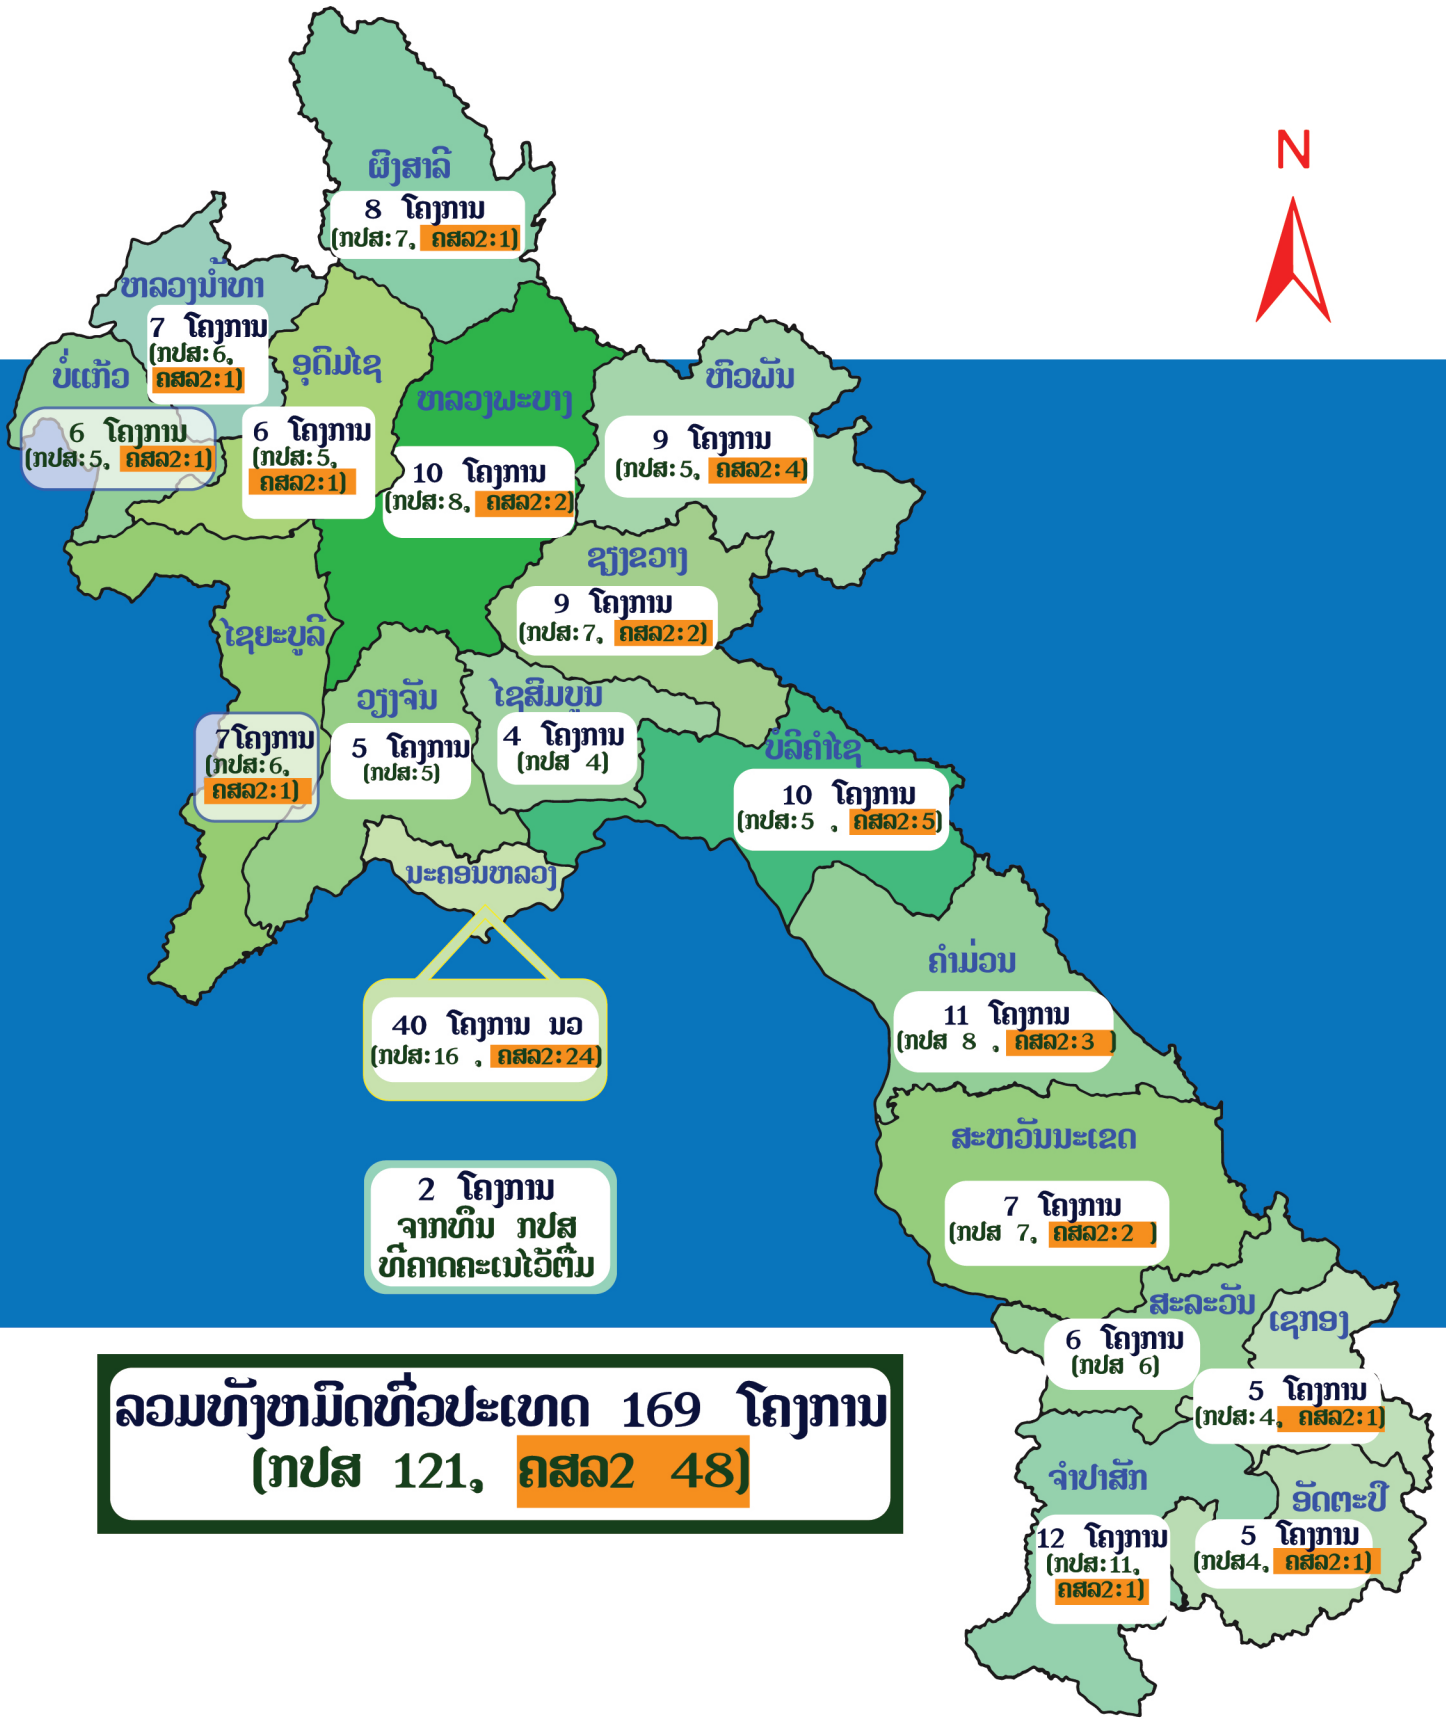 N
ຜົ້ງສາລີ
8 ໂຄງການ
(ກປສ:7, ຄສລ2:1)
ຫລວງນ້ຳທາ
7 ໂຄງການ
(ກປສ:6,
ຄສລ2:1)
ບໍ່ແກ້ວ
6 ໂຄງການ
(ກປສ:5, ຄສລ2:1)
ອຸດົມໄຊ
6 ໂຄງການ
(ກປສ:5,
ຄສລ2:1)
ຫລວງພະບາງ
10 ໂຄງການ
(ກປສ:8, ຄສລ2:2)
ຫົວພັນ
9 ໂຄງການ
(ກປສ:5, ຄສລ2:4)
ຊຽງຂວາງ
9 ໂຄງການ
(ກປສ:7, ຄສລ2:2)
ໄຊຍະບູລີ
7ໂຄງການ
(ກປສ:6,
ຄສລ2:1)
ວຽງຈັນ
5 ໂຄງການ
(ກປສ:5)
ໄຊສົມບູນ
4 ໂຄງການ
(ກປສ 4)
ບໍລິຄຳໄຊ
10 ໂຄງການ
(ກປສ:5 , ຄສລ2:5)
ນະຄອນຫລວງ
40 ໂຄງການ ນວ
(ກປສ:16 , ຄສລ2:24)
2 ໂຄງການ
ຈາກທຶນ ກປສ
ທີ່ຄາດຄະເນໄວ້ຕື່ມ
ຄຳມ່ວນ
11 ໂຄງການ
(ກປສ 8 , ຄສລ2:3 )
ສະຫວັນນະເຂດ
7 ໂຄງການ
(ກປສ 7, ຄສລ2:2 )
ສະລະວັນ
6 ໂຄງການ
(ກປສ 6)
ເຊກອງ
5 ໂຄງການ
(ກປສ:4, ຄສລ2:1)
ຈຳປາສັກ
12 ໂຄງການ
(ກປສ:11,
ຄສລ2:1)
ອັດຕະປື
5 ໂຄງການ
(ກປສ4, ຄສລ2:1)
ລວມທັງຫມົດທົ່ວປະເທດ 169 ໂຄງການ
(ກປສ 121, ຄສລ2 48)